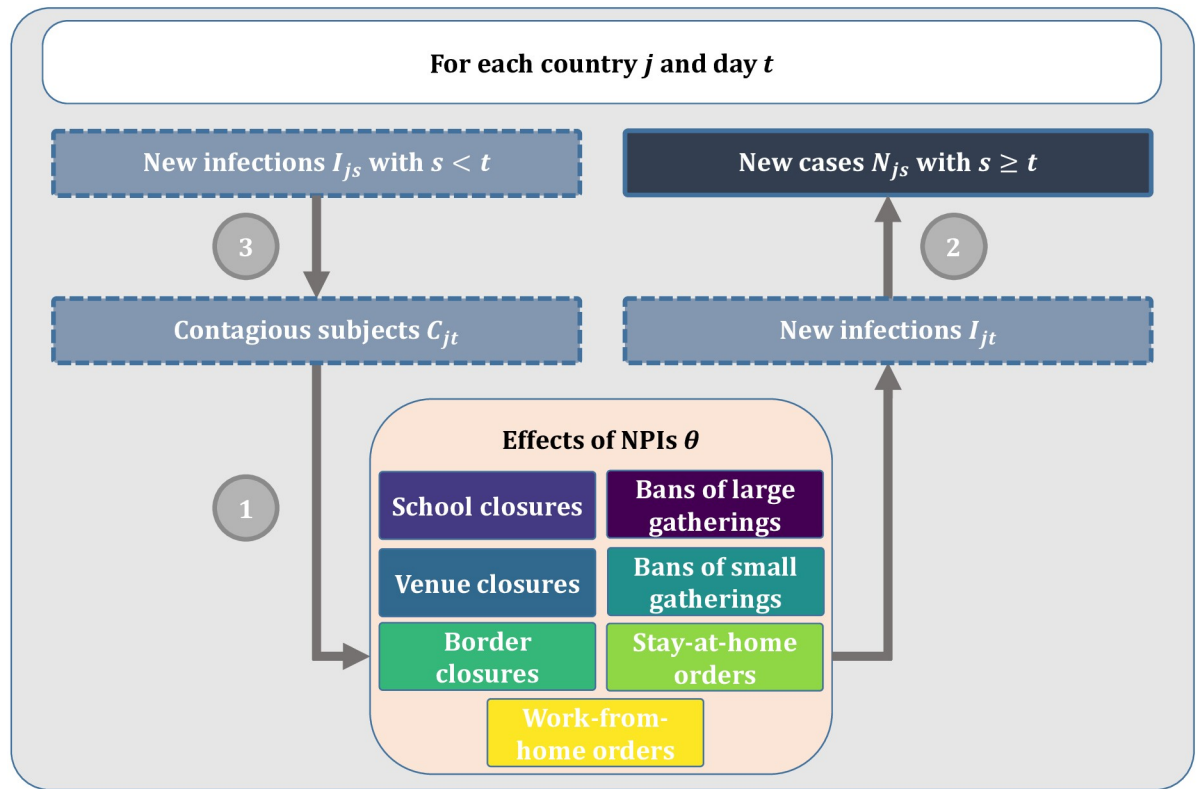 For each country j and day t
New infections I_js with s < t
New cases N_js with s ≥ t
3
2
Contagious subjects C_jt
New infections I_jt
1
Effects of NPIs θ
School closures
Bans of large
gatherings
Venue closures
Bans of small
gatherings
Border
closures
Stay-at-home
orders
Work-from-
home orders